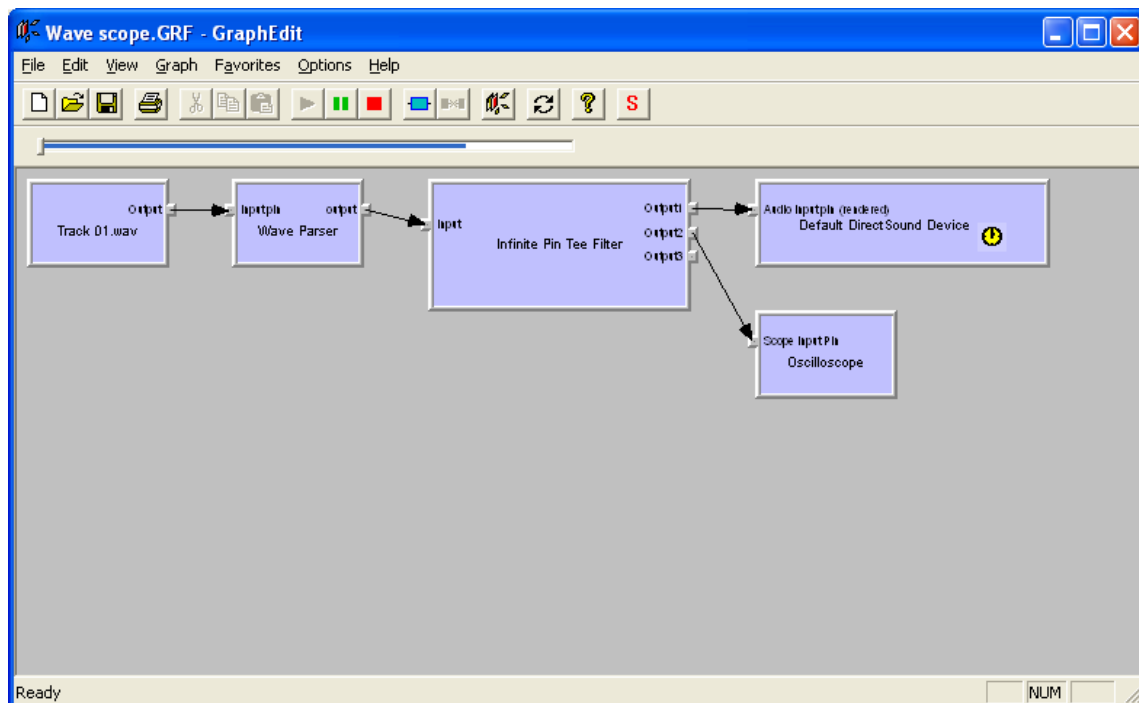 Wave scope.GRF - GraphEdit
File Edit View Graph Favorites Options Help
S
Output
Track 01.wav
Inputpin output
Wave Parser
Input
Infinite Pin Tee Filter
Output1
Output2
Output3
Audio Inputpin (rendered)
Default DirectSound Device
Scope Input Pin
Oscilloscope
Ready
NUM